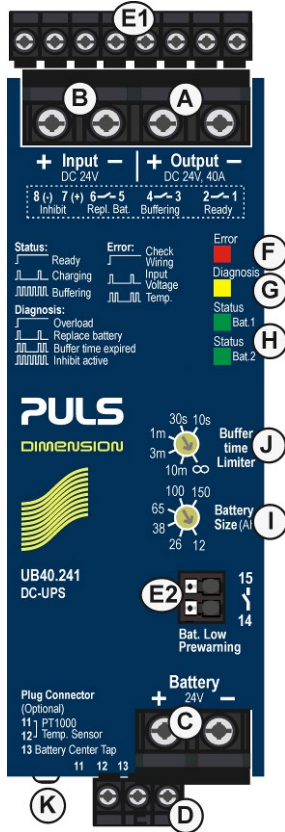 E1
B A
+ Input − + Output −
DC 24V DC 24V, 40A
8 (-) 7 (+) 6 5 4 3 2 1
Inhibit Repl. Bat. Buffering Ready
Status:
Ready
Charging
Buffering
Error:
Check
Wiring
Input
Voltage
Temp.
Diagnosis:
Overload
Replace battery
Buffer time expired
Inhibit active
Error
F
Diagnosis
G
Status
Bat.1
H
Status
Bat.2
PULS
DIMENSION
30s 10s
1m
3m
10m ∞
Buffer
time
Limiter
J
100 150
65
38
26 12
Battery
Size (Ah
I
UB40.241
DC-UPS
E2
15
14
Bat. Low
Prewarning
Plug Connector
(Optional)
11 PT1000
12 Temp. Sensor
13 Battery Center Tap
Battery
+ 24V −
C
11 12 13
K
D